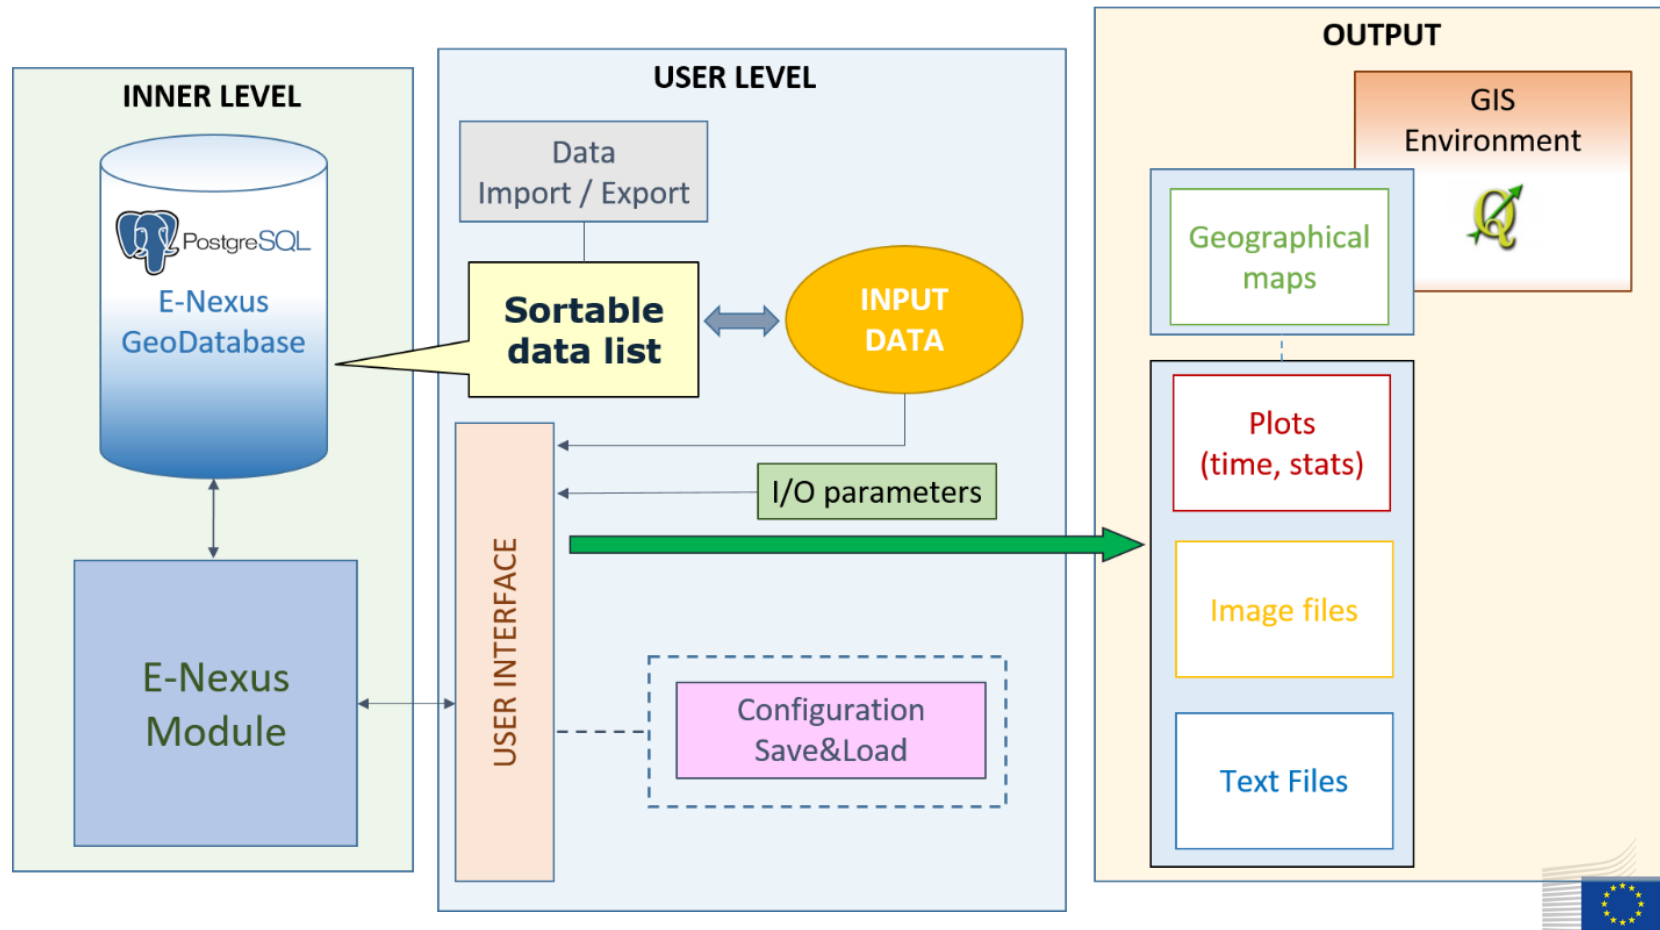 INNER LEVEL
PostgreSQL
E-Nexus
GeoDatabase
E-Nexus
Module
USER LEVEL
Data
Import / Export
Sortable
data list
INPUT
DATA
I/O parameters
USER INTERFACE
Configuration
Save&Load
OUTPUT
GIS
Environment
Geographical
maps
Plots
(time, stats)
Image files
Text Files